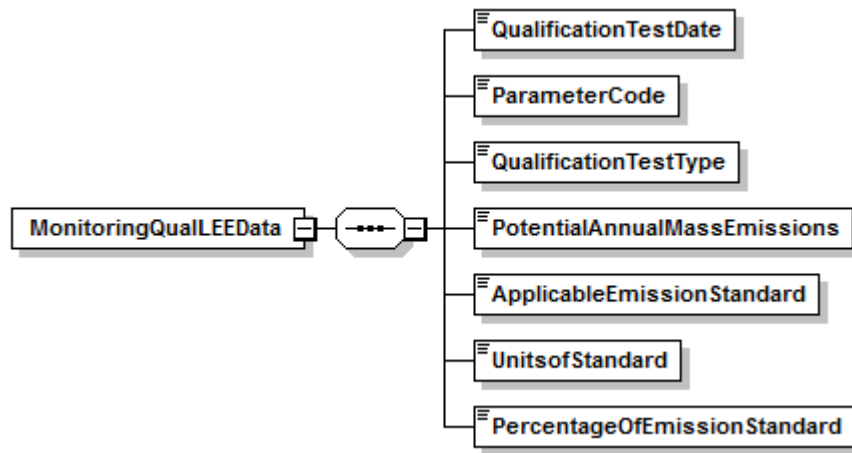 QualificationTestDate
ParameterCode
QualificationTestType
MonitoringQualLEEData
PotentialAnnualMassEmissions
ApplicableEmissionStandard
UnitsofStandard
PercentageOfEmissionStandard